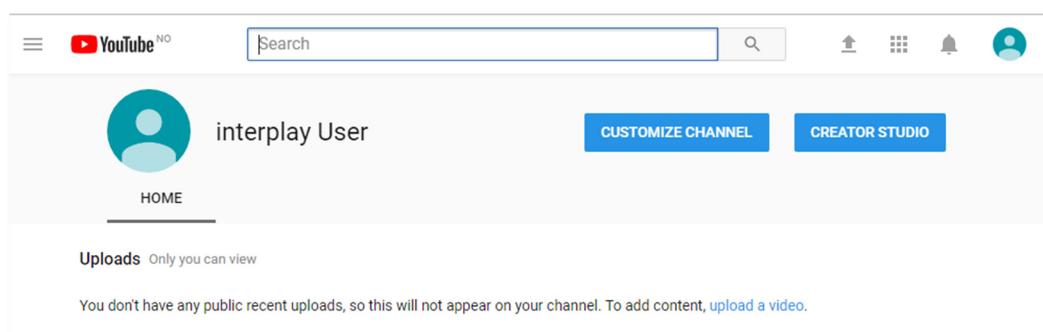 YouTube NO
Search
interplay User
CUSTOMIZE CHANNEL
CREATOR STUDIO
HOME
Uploads Only you can view
You don't have any public recent uploads, so this will not appear on your channel. To add content, upload a video.